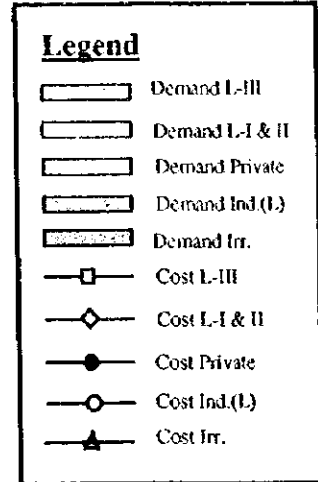 Legend
Demand L-III
Demand L-I & II
Demand Private
Demand Ind.(L)
Demand Irr.
Cost L-III
Cost L-I & II
Cost Private
Cost Ind.(L)
Cost Irr.